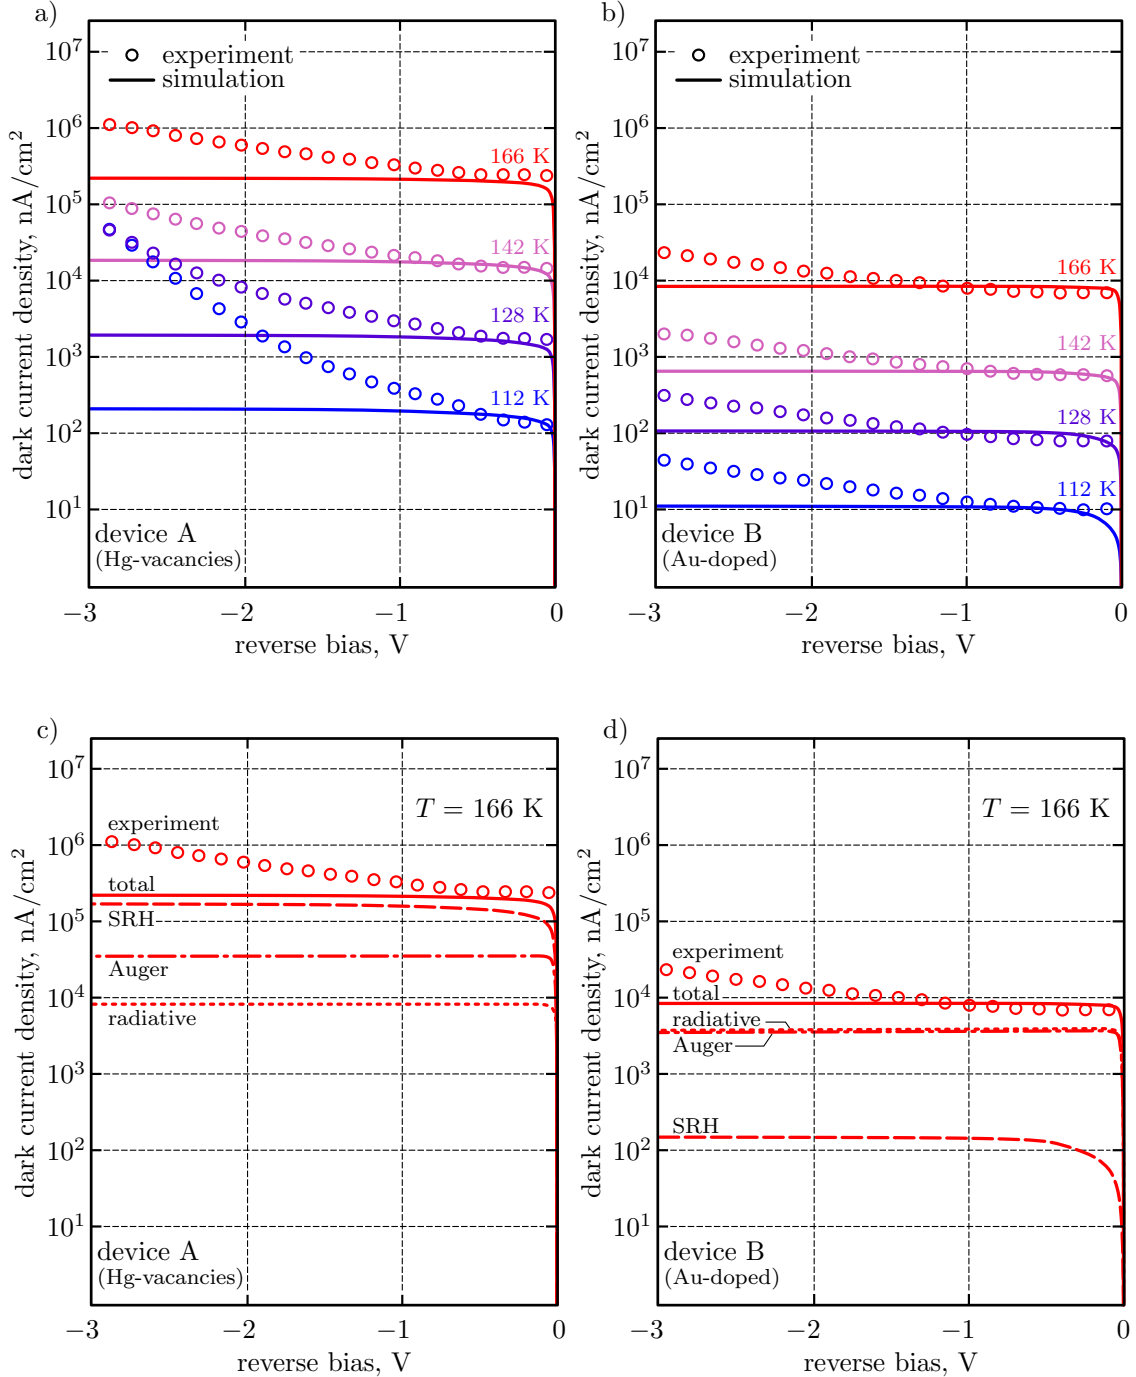 a)
10^7
10^6
10^5
10^4
10^3
10^2
10^1
dark current density, nA/cm^2
experiment
simulation
166 K
142 K
128 K
112 K
device A
(Hg-vacancies)
−3
−2
−1
0
reverse bias, V
b)
10^7
10^6
10^5
10^4
10^3
10^2
10^1
dark current density, nA/cm^2
experiment
simulation
166 K
142 K
128 K
112 K
device B
(Au-doped)
−3
−2
−1
0
reverse bias, V
c)
10^7
10^6
10^5
10^4
10^3
10^2
10^1
dark current density, nA/cm^2
T = 166 K
experiment
total
SRH
Auger
radiative
device A
(Hg-vacancies)
−3
−2
−1
0
reverse bias, V
d)
10^7
10^6
10^5
10^4
10^3
10^2
10^1
dark current density, nA/cm^2
T = 166 K
experiment
total
radiative
Auger
SRH
device B
(Au-doped)
−3
−2
−1
0
reverse bias, V